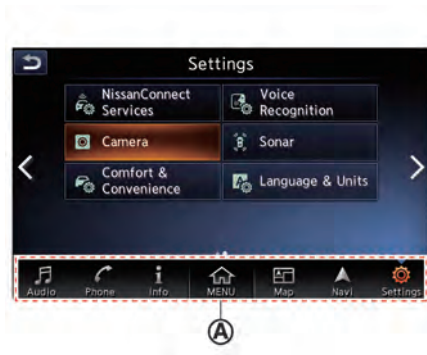 Settings
NissanConnect
Services
Voice
Recognition
Camera
Sonar
Comfort &
Convenience
Language & Units
Audio
Phone
Info
MENU
Map
Navi
Settings
A